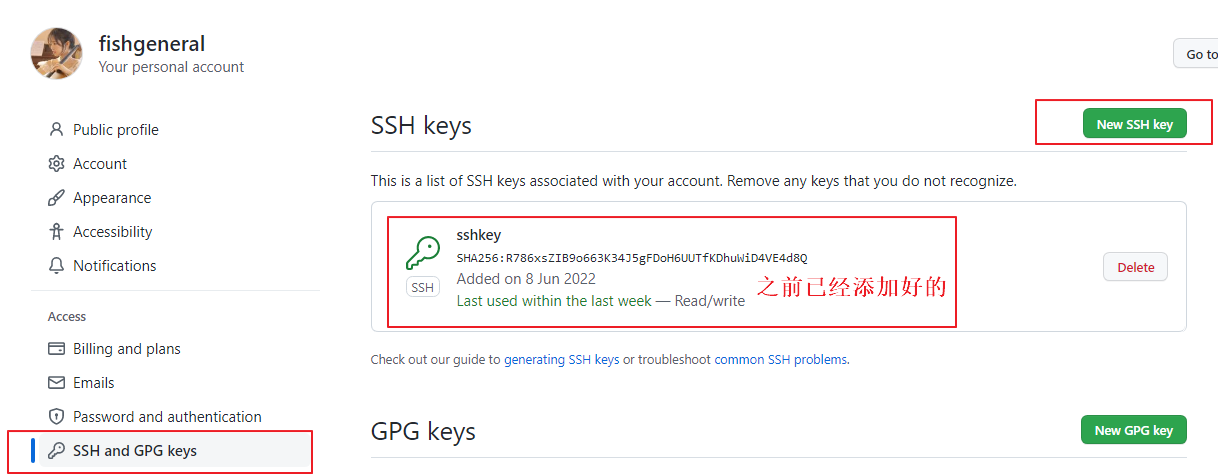 fishgeneral
Your personal account
Go to
Public profile
Account
Appearance
Accessibility
Notifications
Access
Billing and plans
Emails
Password and authentication
SSH and GPG keys
SSH keys
New SSH key
This is a list of SSH keys associated with your account. Remove any keys that you do not recognize.
sshkey
SHA256:R786xsZIB9o663K34J5gFDoH6UUTfKDhuWiD4VE4d8Q
Added on 8 Jun 2022
Last used within the last week — Read/write
SSH
之前已经添加好的
Delete
Check out our guide to generating SSH keys or troubleshoot common SSH problems.
GPG keys
New GPG key